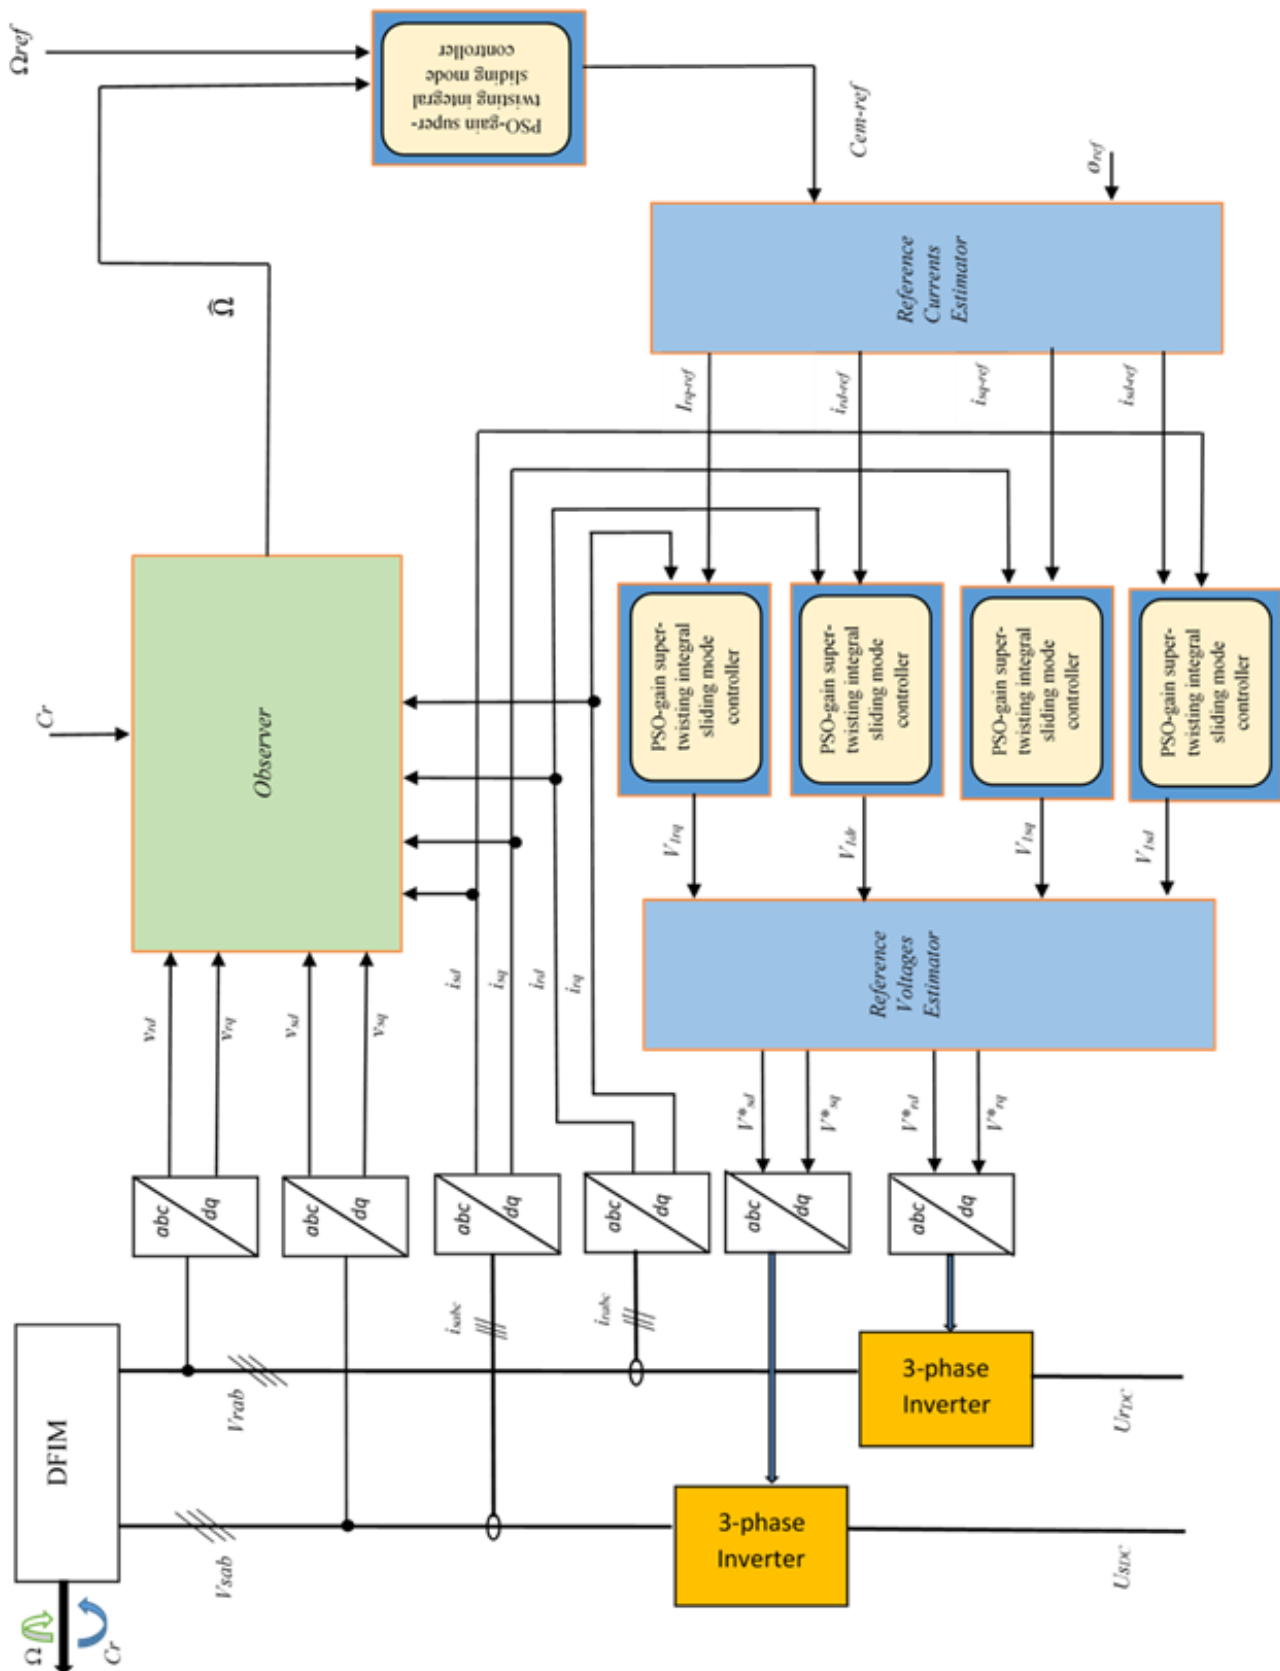 Ωref
PSO-gain super-
twisting integral
sliding mode
controller
Cem-ref
σref
Reference
Currents
Estimator
Ω̂
Irq-ref
ird-ref
isq-ref
isd-ref
Cr
Observer
PSO-gain super-
twisting integral
sliding mode
controller
PSO-gain super-
twisting integral
sliding mode
controller
PSO-gain super-
twisting integral
sliding mode
controller
PSO-gain super-
twisting integral
sliding mode
controller
V1rq
V1dr
V1sq
V1sd
Reference
Voltages
Estimator
vrd
vrq
vsd
vsq
isd
isq
ird
irq
V*sd
V*sq
V*rd
V*rq
abc
dq
abc
dq
abc
dq
abc
dq
abc
dq
abc
dq
isabc
irabc
DFIM
Vrab
Vsab
3-phase
Inverter
3-phase
Inverter
UrDC
UsDC
Ω
Cr